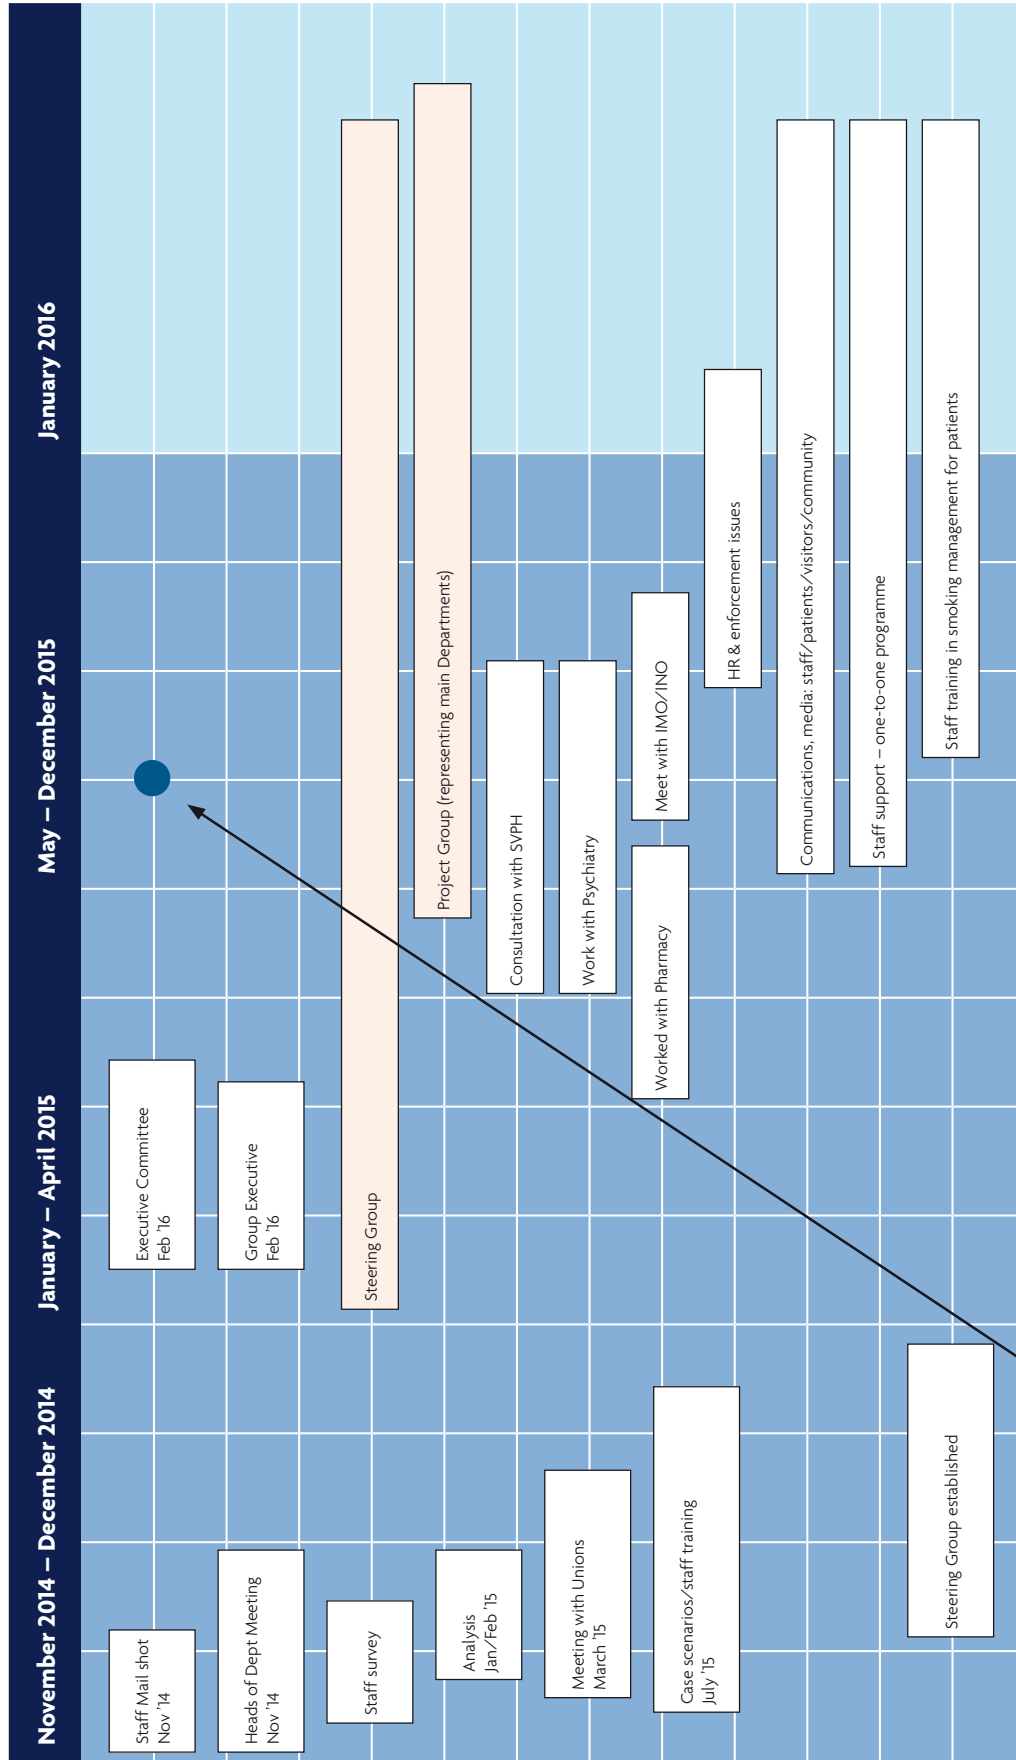 November 2014 – December 2014
January – April 2015
May – December 2015
January 2016
Staff Mail shot
Nov ’14
Heads of Dept Meeting
Nov ’14
Staff survey
Analysis
Jan/Feb ’15
Meeting with Unions
March ’15
Case scenarios/staff training
July ’15
Steering Group established
Executive Committee
Feb ’16
Group Executive
Feb ’16
Steering Group
Project Group (representing main Departments)
Consultation with SVPH
Work with Psychiatry
Worked with Pharmacy
Meet with IMO/INO
HR & enforcement issues
Communications, media: staff/patients/visitors/community
Staff support – one-to-one programme
Staff training in smoking management for patients